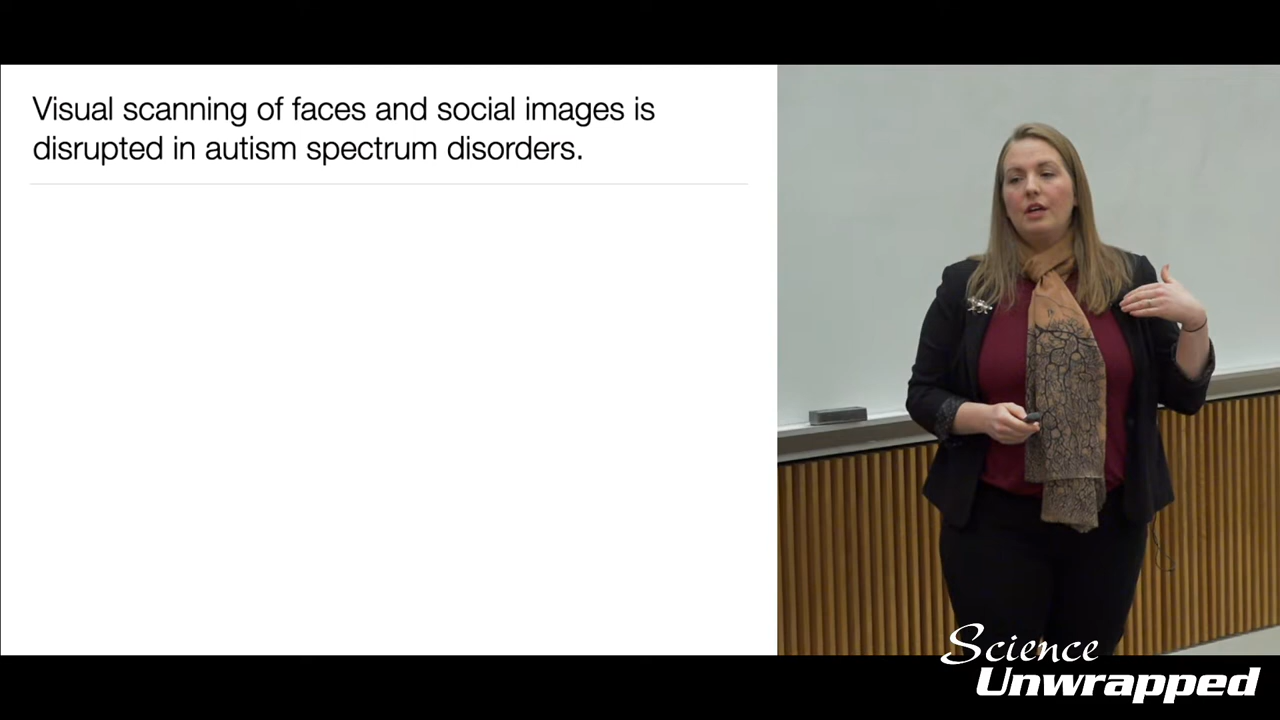 Visual scanning of faces and social images is
disrupted in autism spectrum disorders.
Science
Unwrapped